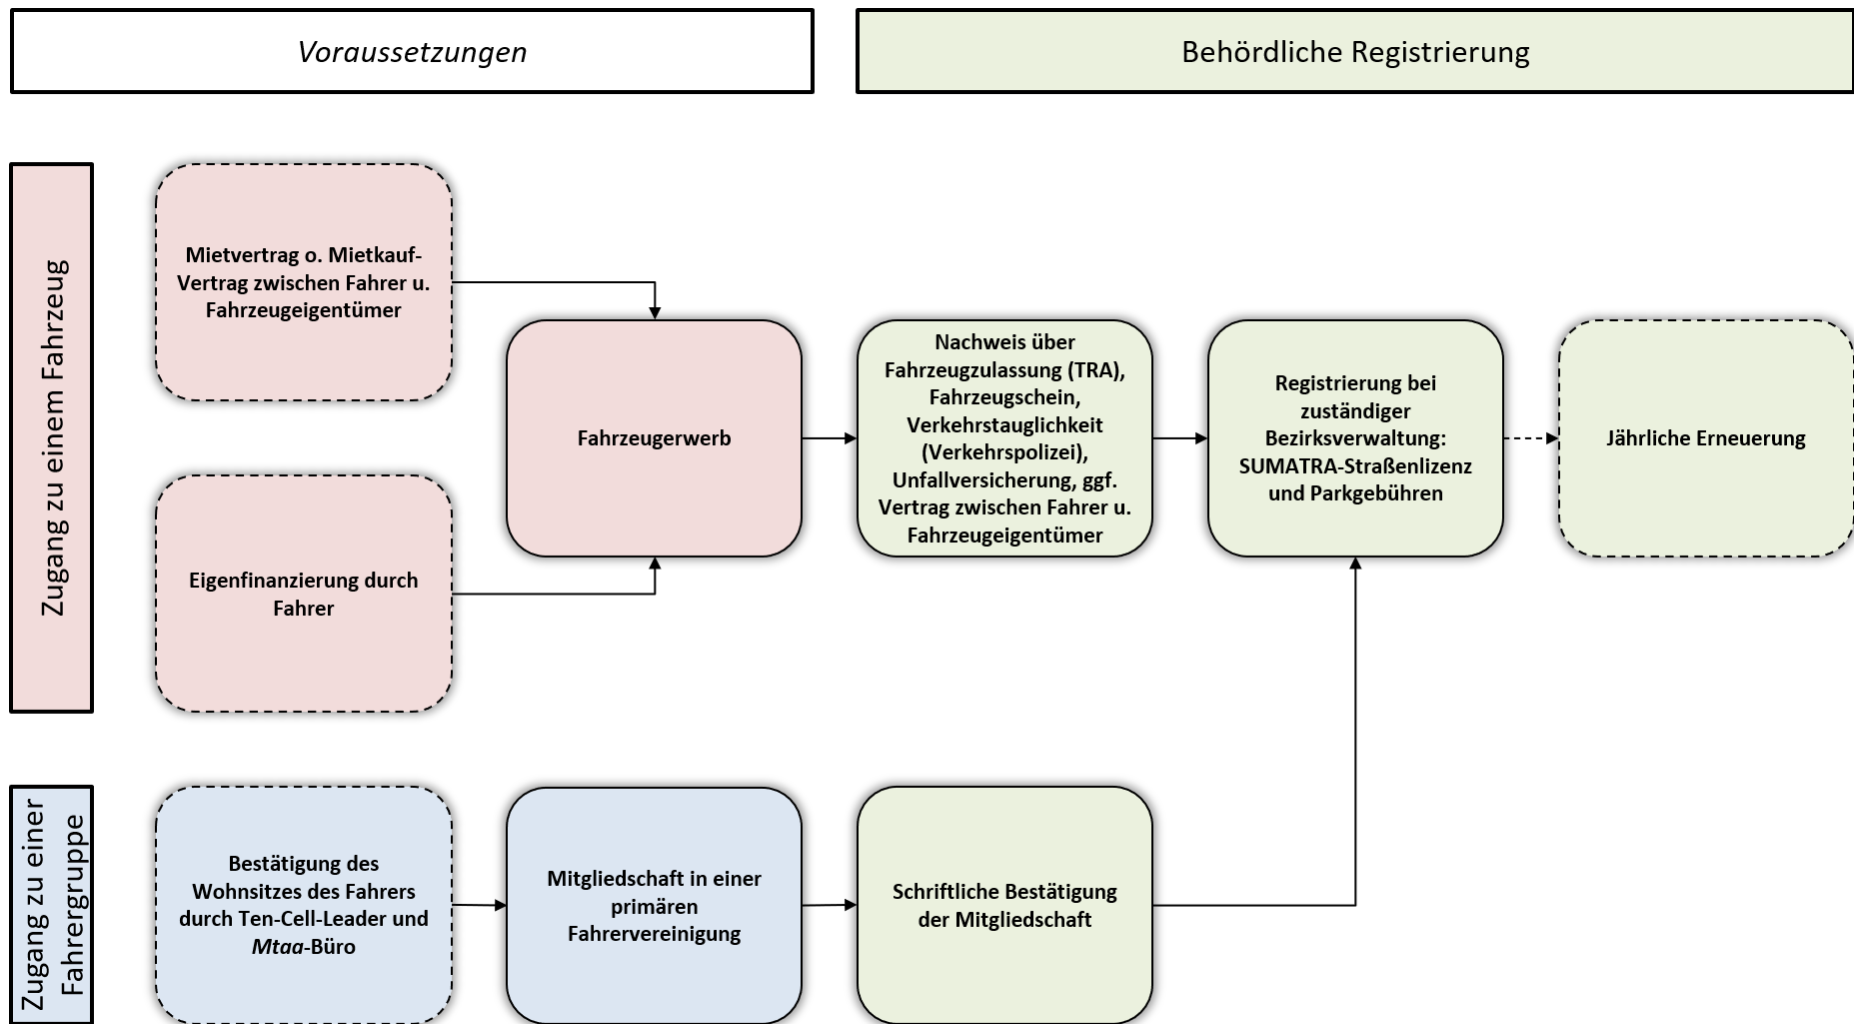 Voraussetzungen
Behördliche Registrierung
Zugang zu einem Fahrzeug
Mietvertrag o. Mietkauf-
Vertrag zwischen Fahrer u.
Fahrzeugeigentümer
Eigenfinanzierung durch
Fahrer
Fahrzeugerwerb
Nachweis über
Fahrzeugzulassung (TRA),
Fahrzeugschein,
Verkehrstauglichkeit
(Verkehrspolizei),
Unfallversicherung, ggf.
Vertrag zwischen Fahrer u.
Fahrzeugeigentümer
Registrierung bei
zuständiger
Bezirksverwaltung:
SUMATRA-Straßenlizenz
und Parkgebühren
Jährliche Erneuerung
Zugang zu einer
Fahrergruppe
Bestätigung des
Wohnsitzes des Fahrers
durch Ten-Cell-Leader und
Mtaa-Büro
Mitgliedschaft in einer
primären
Fahrervereinigung
Schriftliche Bestätigung
der Mitgliedschaft